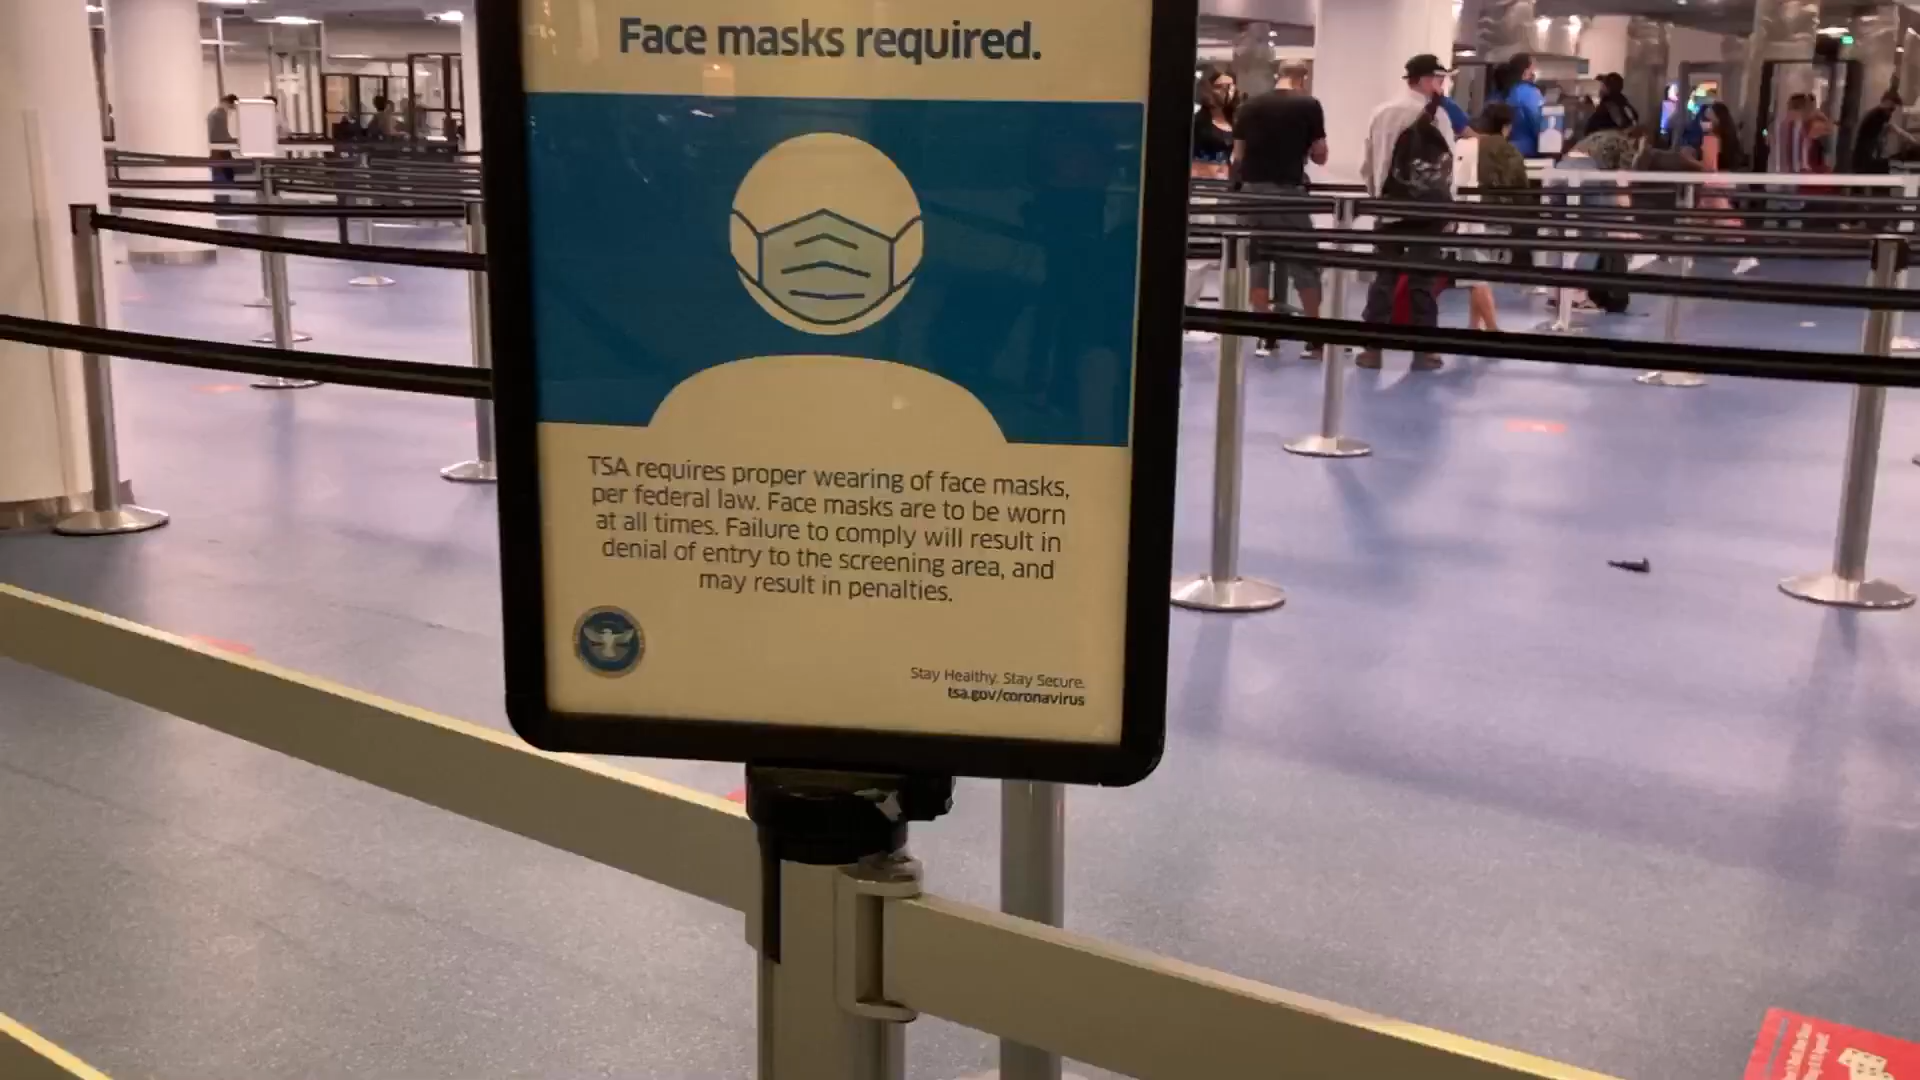 Face masks required.
TSA requires proper wearing of face masks,
per federal law. Face masks are to be worn
at all times. Failure to comply will result in
denial of entry to the screening area, and
may result in penalties.
Stay Healthy. Stay Secure.
tsa.gov/coronavirus